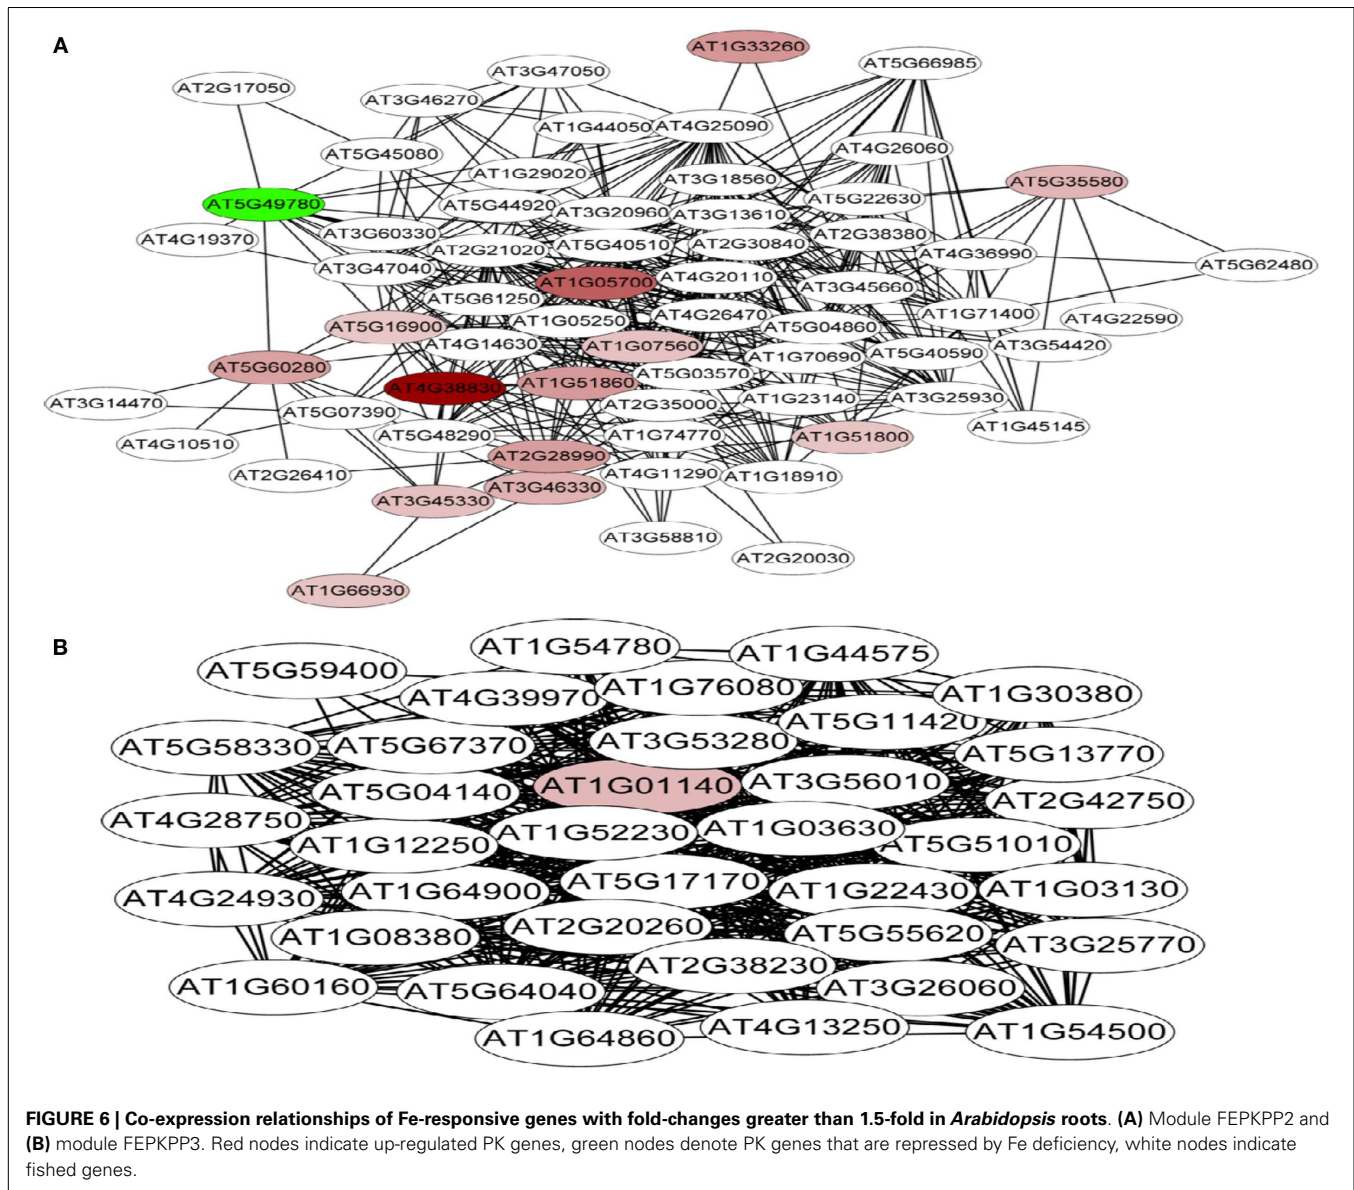 A
AT1G33260
AT5G66985
AT3G47050
AT2G17050
AT3G46270
AT1G44050 AT4G25090
AT4G26060
AT5G45080
AT1G29020
AT3G18560
AT5G35580
AT5G22630
AT5G49780
AT5G44920
AT3G20960
AT3G13610
AT3G60330
AT2G38380
AT4G19370
AT5G40510
AT2G30840
AT2G21020
AT4G36990
AT5G62480
AT3G47040
AT4G20110
AT1G05700
AT3G45660
AT5G61250
AT4G26470
AT1G71400
AT4G22590
AT1G05250
AT5G16900
AT5G04860
AT4G14630
AT1G07560
AT3G54420
AT5G40590
AT1G70690
AT5G60280
AT5G03570
AT4G38830
AT1G51860
AT1G23140
AT3G25930
AT3G14470
AT2G35000
AT5G07390
AT1G45145
AT5G48290
AT1G74770
AT1G51800
AT4G10510
AT2G28990
AT2G26410
AT4G11290
AT1G18910
AT3G46330
AT3G45330
AT3G58810
AT2G20030
AT1G66930
B
AT1G54780
AT1G44575
AT5G59400
AT1G76080
AT1G30380
AT4G39970
AT5G11420
AT3G53280
AT5G58330
AT5G67370
AT5G13770
AT1G01140
AT3G56010
AT5G04140
AT2G42750
AT4G28750
AT1G52230
AT1G03630
AT1G12250
AT5G51010
AT5G17170
AT4G24930
AT1G64900
AT1G22430
AT1G03130
AT2G20260
AT1G08380
AT5G55620
AT3G25770
AT2G38230
AT1G60160
AT5G64040
AT3G26060
AT4G13250
AT1G64860
AT1G54500
FIGURE 6 | Co-expression relationships of Fe-responsive genes with fold-changes greater than 1.5-fold in Arabidopsis roots. (A) Module FEPKPP2 and
(B) module FEPKPP3. Red nodes indicate up-regulated PK genes, green nodes denote PK genes that are repressed by Fe deficiency, white nodes indicate
fished genes.